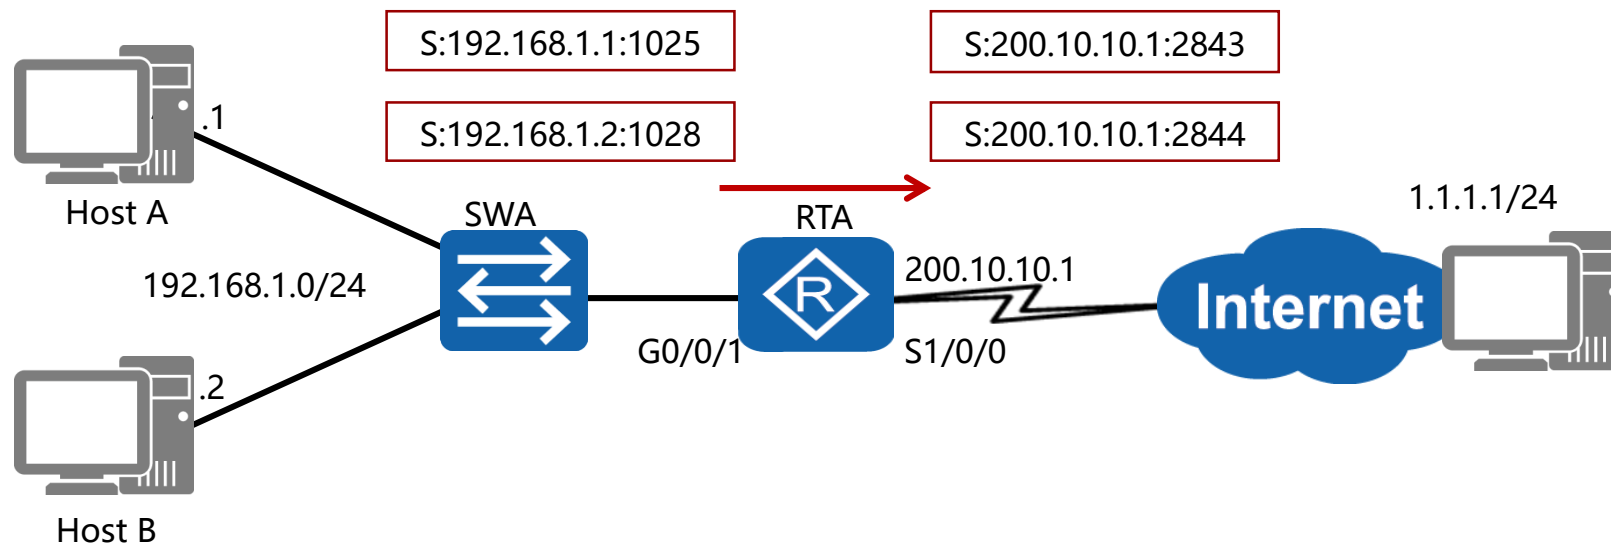 S:192.168.1.1:1025
S:200.10.10.1:2843
.1
S:192.168.1.2:1028
S:200.10.10.1:2844
Host A
SWA
RTA
1.1.1.1/24
192.168.1.0/24
200.10.10.1
R
Internet
G0/0/1
S1/0/0
.2
Host B